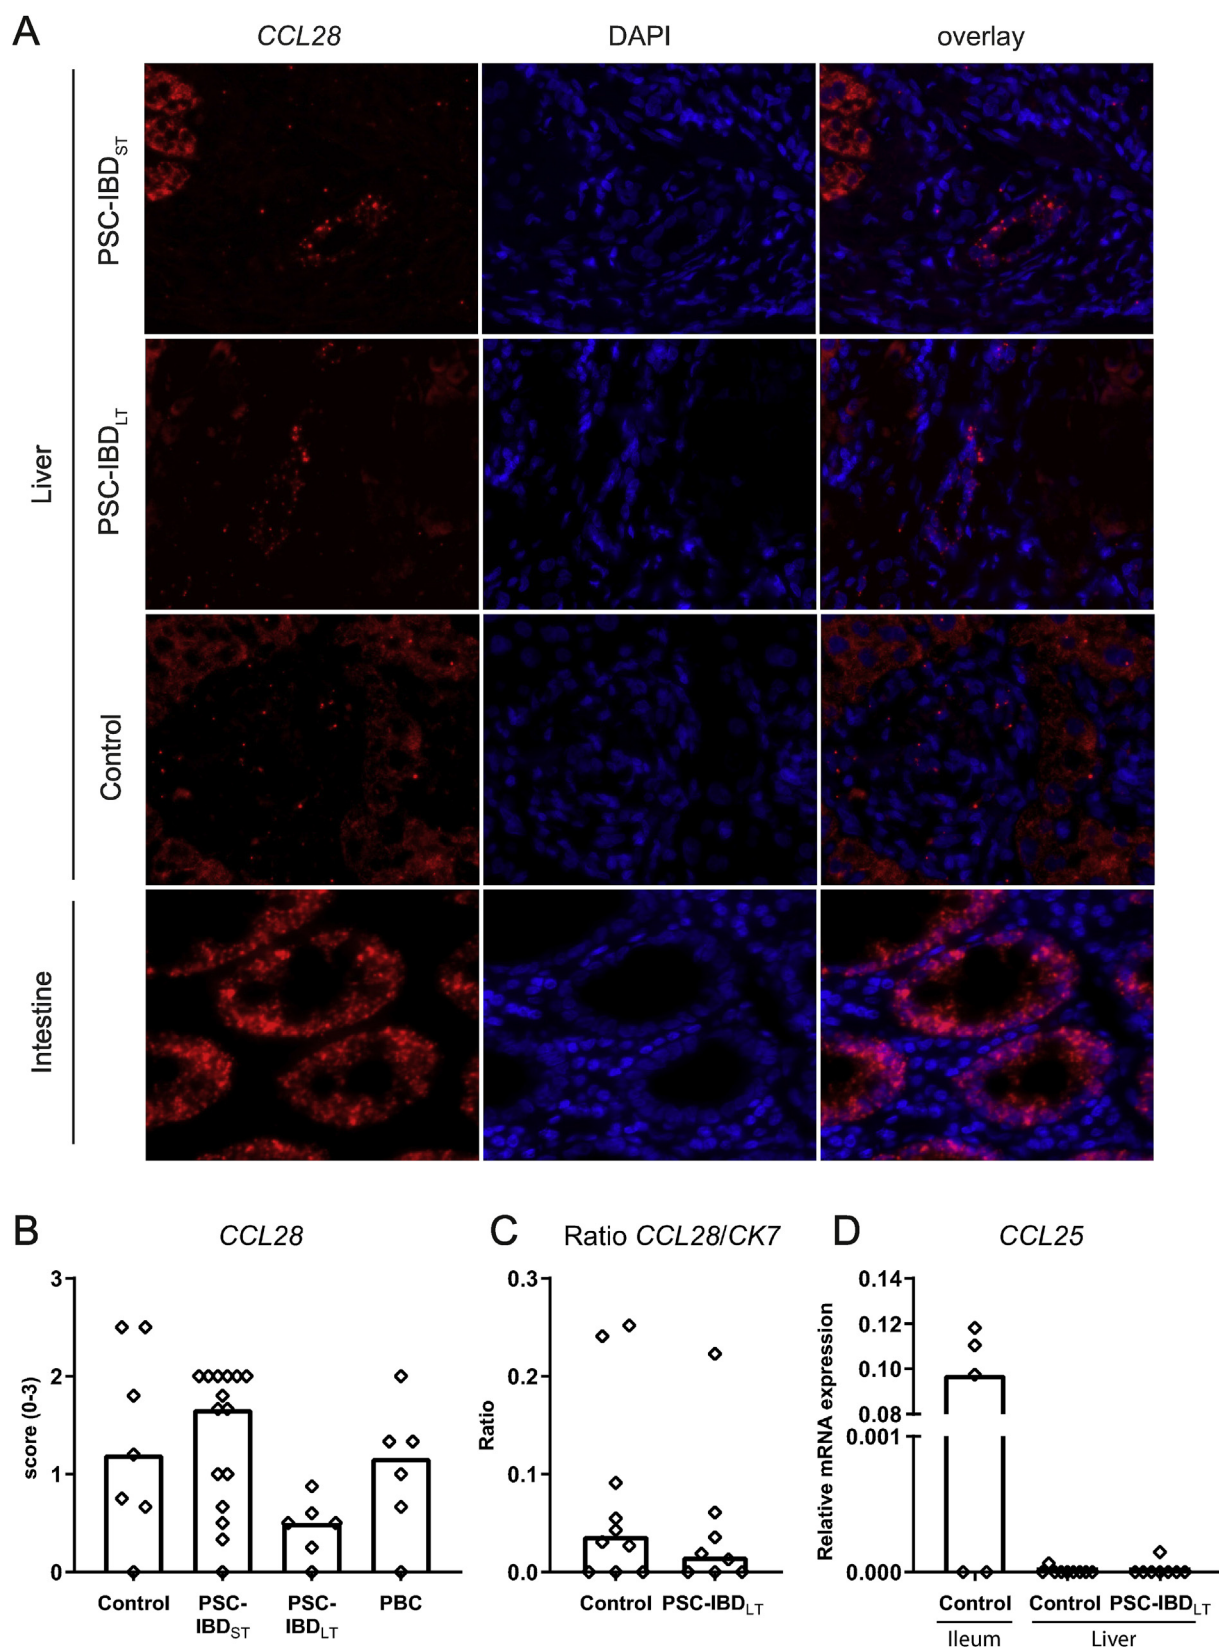 A
CCL28 DAPI overlay
Liver
PSC-IBDST
PSC-IBDLT
Control
Intestine
B CCL28
score (0-3)
3
2
1
0
Control PSC-IBDST PSC-IBDLT PBC
C Ratio CCL28/CK7
Ratio
0.3
0.2
0.1
0.0
Control PSC-IBDLT
D CCL25
Relative mRNA expression
0.14
0.12
0.10
0.08
0.001
0.000
Control Control PSC-IBDLT
Ileum Liver